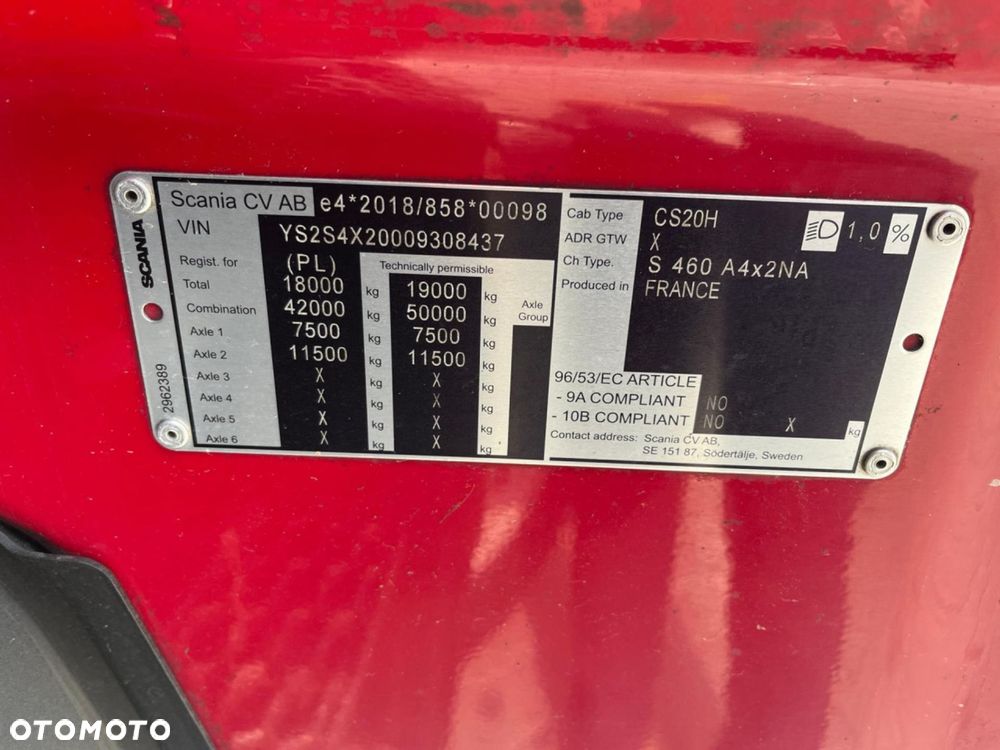 Scania CV AB e4*2018/858*00098
VIN YS2S4X20009308437
Regist. for (PL) Technically permissible
Total 18000 kg 19000 kg Axle
Combination 42000 kg 50000 kg Group
Axle 1 7500 kg 7500 kg
Axle 2 11500 kg 11500 kg
Axle 3 X kg X kg
Axle 4 X kg X kg
Axle 5 X kg X kg
Axle 6 X kg X kg
Cab Type CS20H 1,0 %
ADR GTW X
Ch Type. S 460 A4x2NA
Produced in FRANCE
96/53/EC ARTICLE
- 9A COMPLIANT NO
- 10B COMPLIANT NO X kg
Contact address: Scania CV AB,
SE 151 87, Södertälje, Sweden
SCANIA
2962389
OTOMOTO